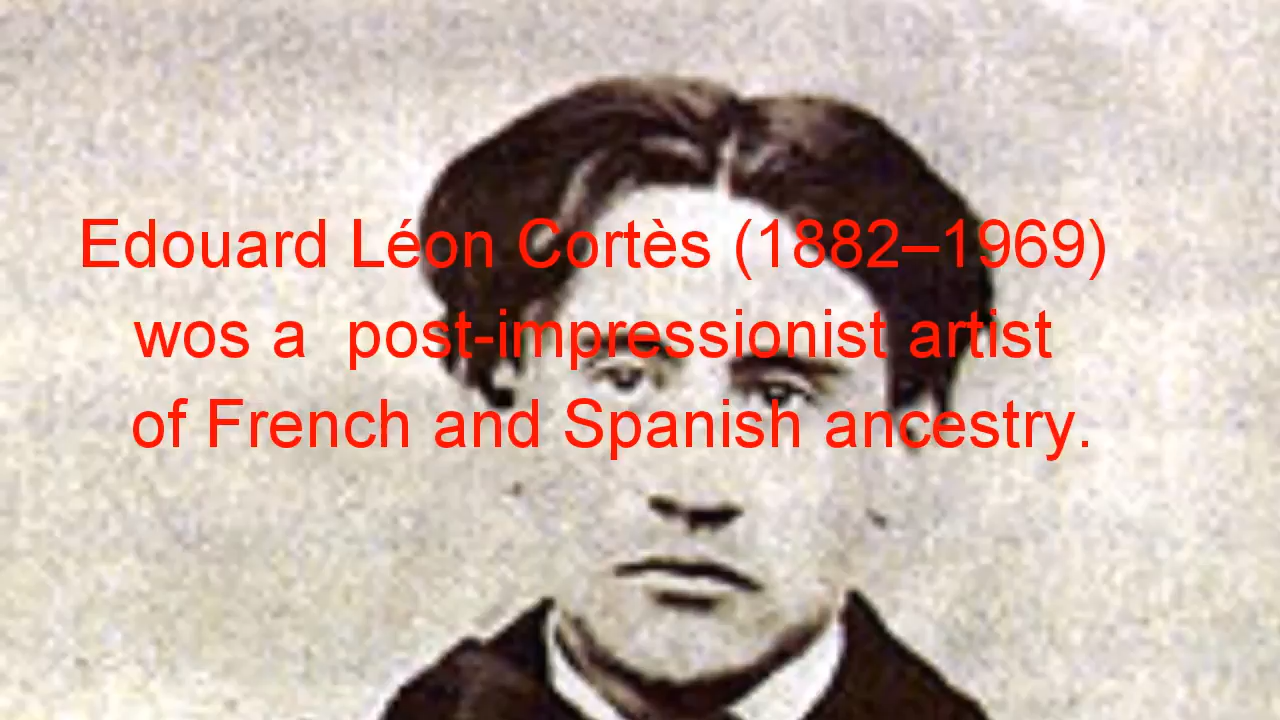 Edouard Léon Cortès (1882–1969)
wos a  post-impressionist artist
of French and Spanish ancestry.